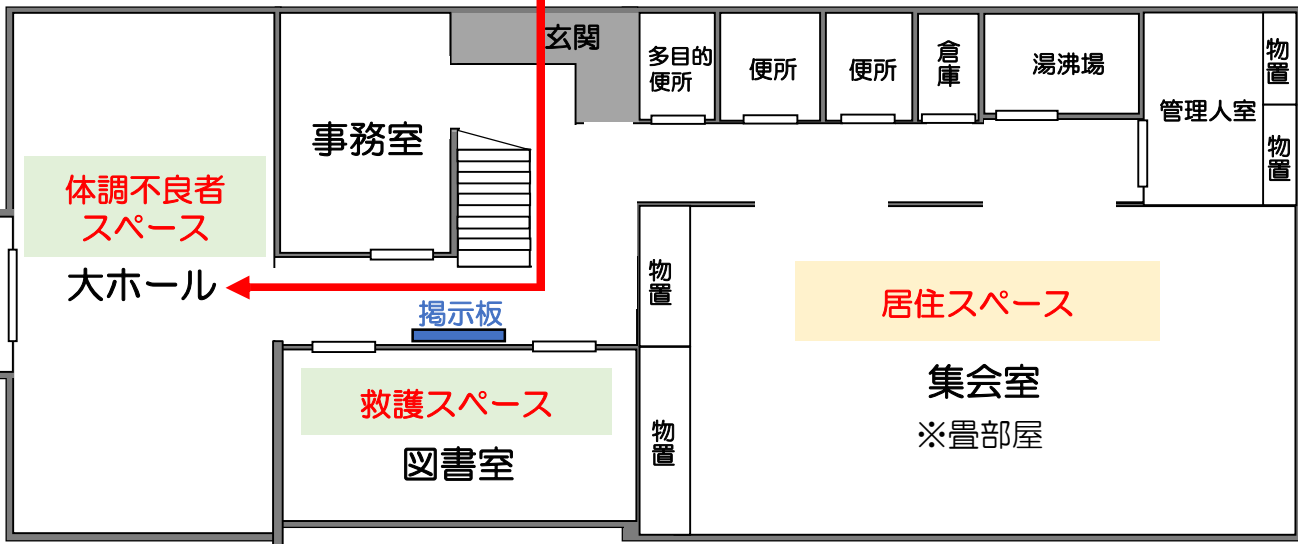 玄関
多目的
便所
便所
便所
倉庫
湯沸場
管理人室
物置
物置
事務室
体調不良者
スペース
大ホール
掲示板
救護スペース
図書室
物置
物置
居住スペース
集会室
※畳部屋